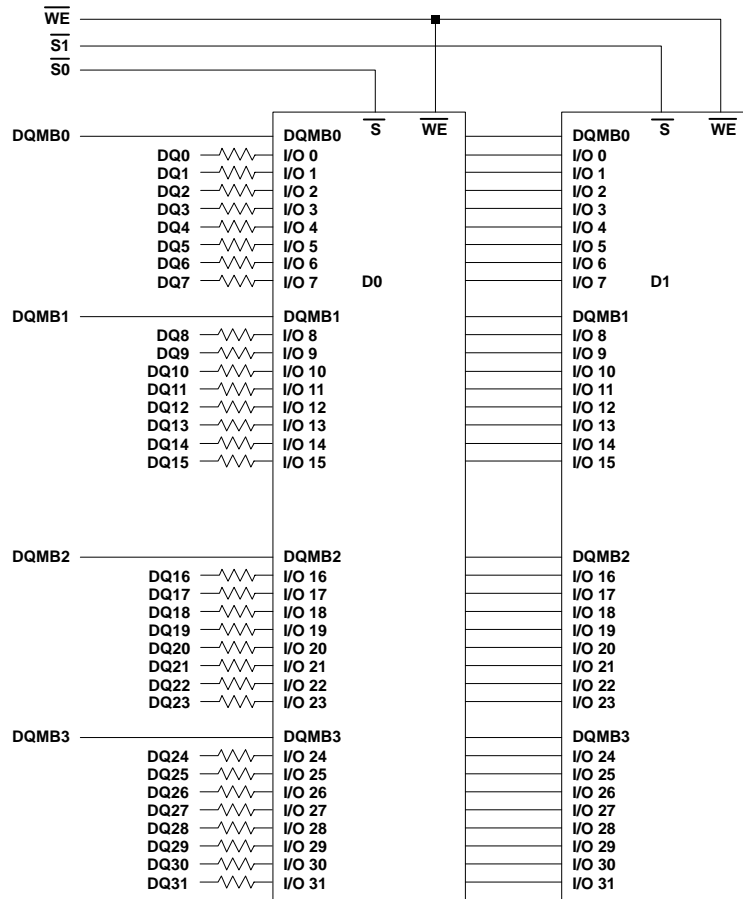 WE
S1
S0
S WE S WE
DQMB0 DQMB0 DQMB0
DQ0 I/O 0 I/O 0
DQ1 I/O 1 I/O 1
DQ2 I/O 2 I/O 2
DQ3 I/O 3 I/O 3
DQ4 I/O 4 I/O 4
DQ5 I/O 5 I/O 5
DQ6 I/O 6 I/O 6
DQ7 I/O 7 D0 I/O 7 D1
DQMB1 DQMB1 DQMB1
DQ8 I/O 8 I/O 8
DQ9 I/O 9 I/O 9
DQ10 I/O 10 I/O 10
DQ11 I/O 11 I/O 11
DQ12 I/O 12 I/O 12
DQ13 I/O 13 I/O 13
DQ14 I/O 14 I/O 14
DQ15 I/O 15 I/O 15
DQMB2 DQMB2 DQMB2
DQ16 I/O 16 I/O 16
DQ17 I/O 17 I/O 17
DQ18 I/O 18 I/O 18
DQ19 I/O 19 I/O 19
DQ20 I/O 20 I/O 20
DQ21 I/O 21 I/O 21
DQ22 I/O 22 I/O 22
DQ23 I/O 23 I/O 23
DQMB3 DQMB3 DQMB3
DQ24 I/O 24 I/O 24
DQ25 I/O 25 I/O 25
DQ26 I/O 26 I/O 26
DQ27 I/O 27 I/O 27
DQ28 I/O 28 I/O 28
DQ29 I/O 29 I/O 29
DQ30 I/O 30 I/O 30
DQ31 I/O 31 I/O 31